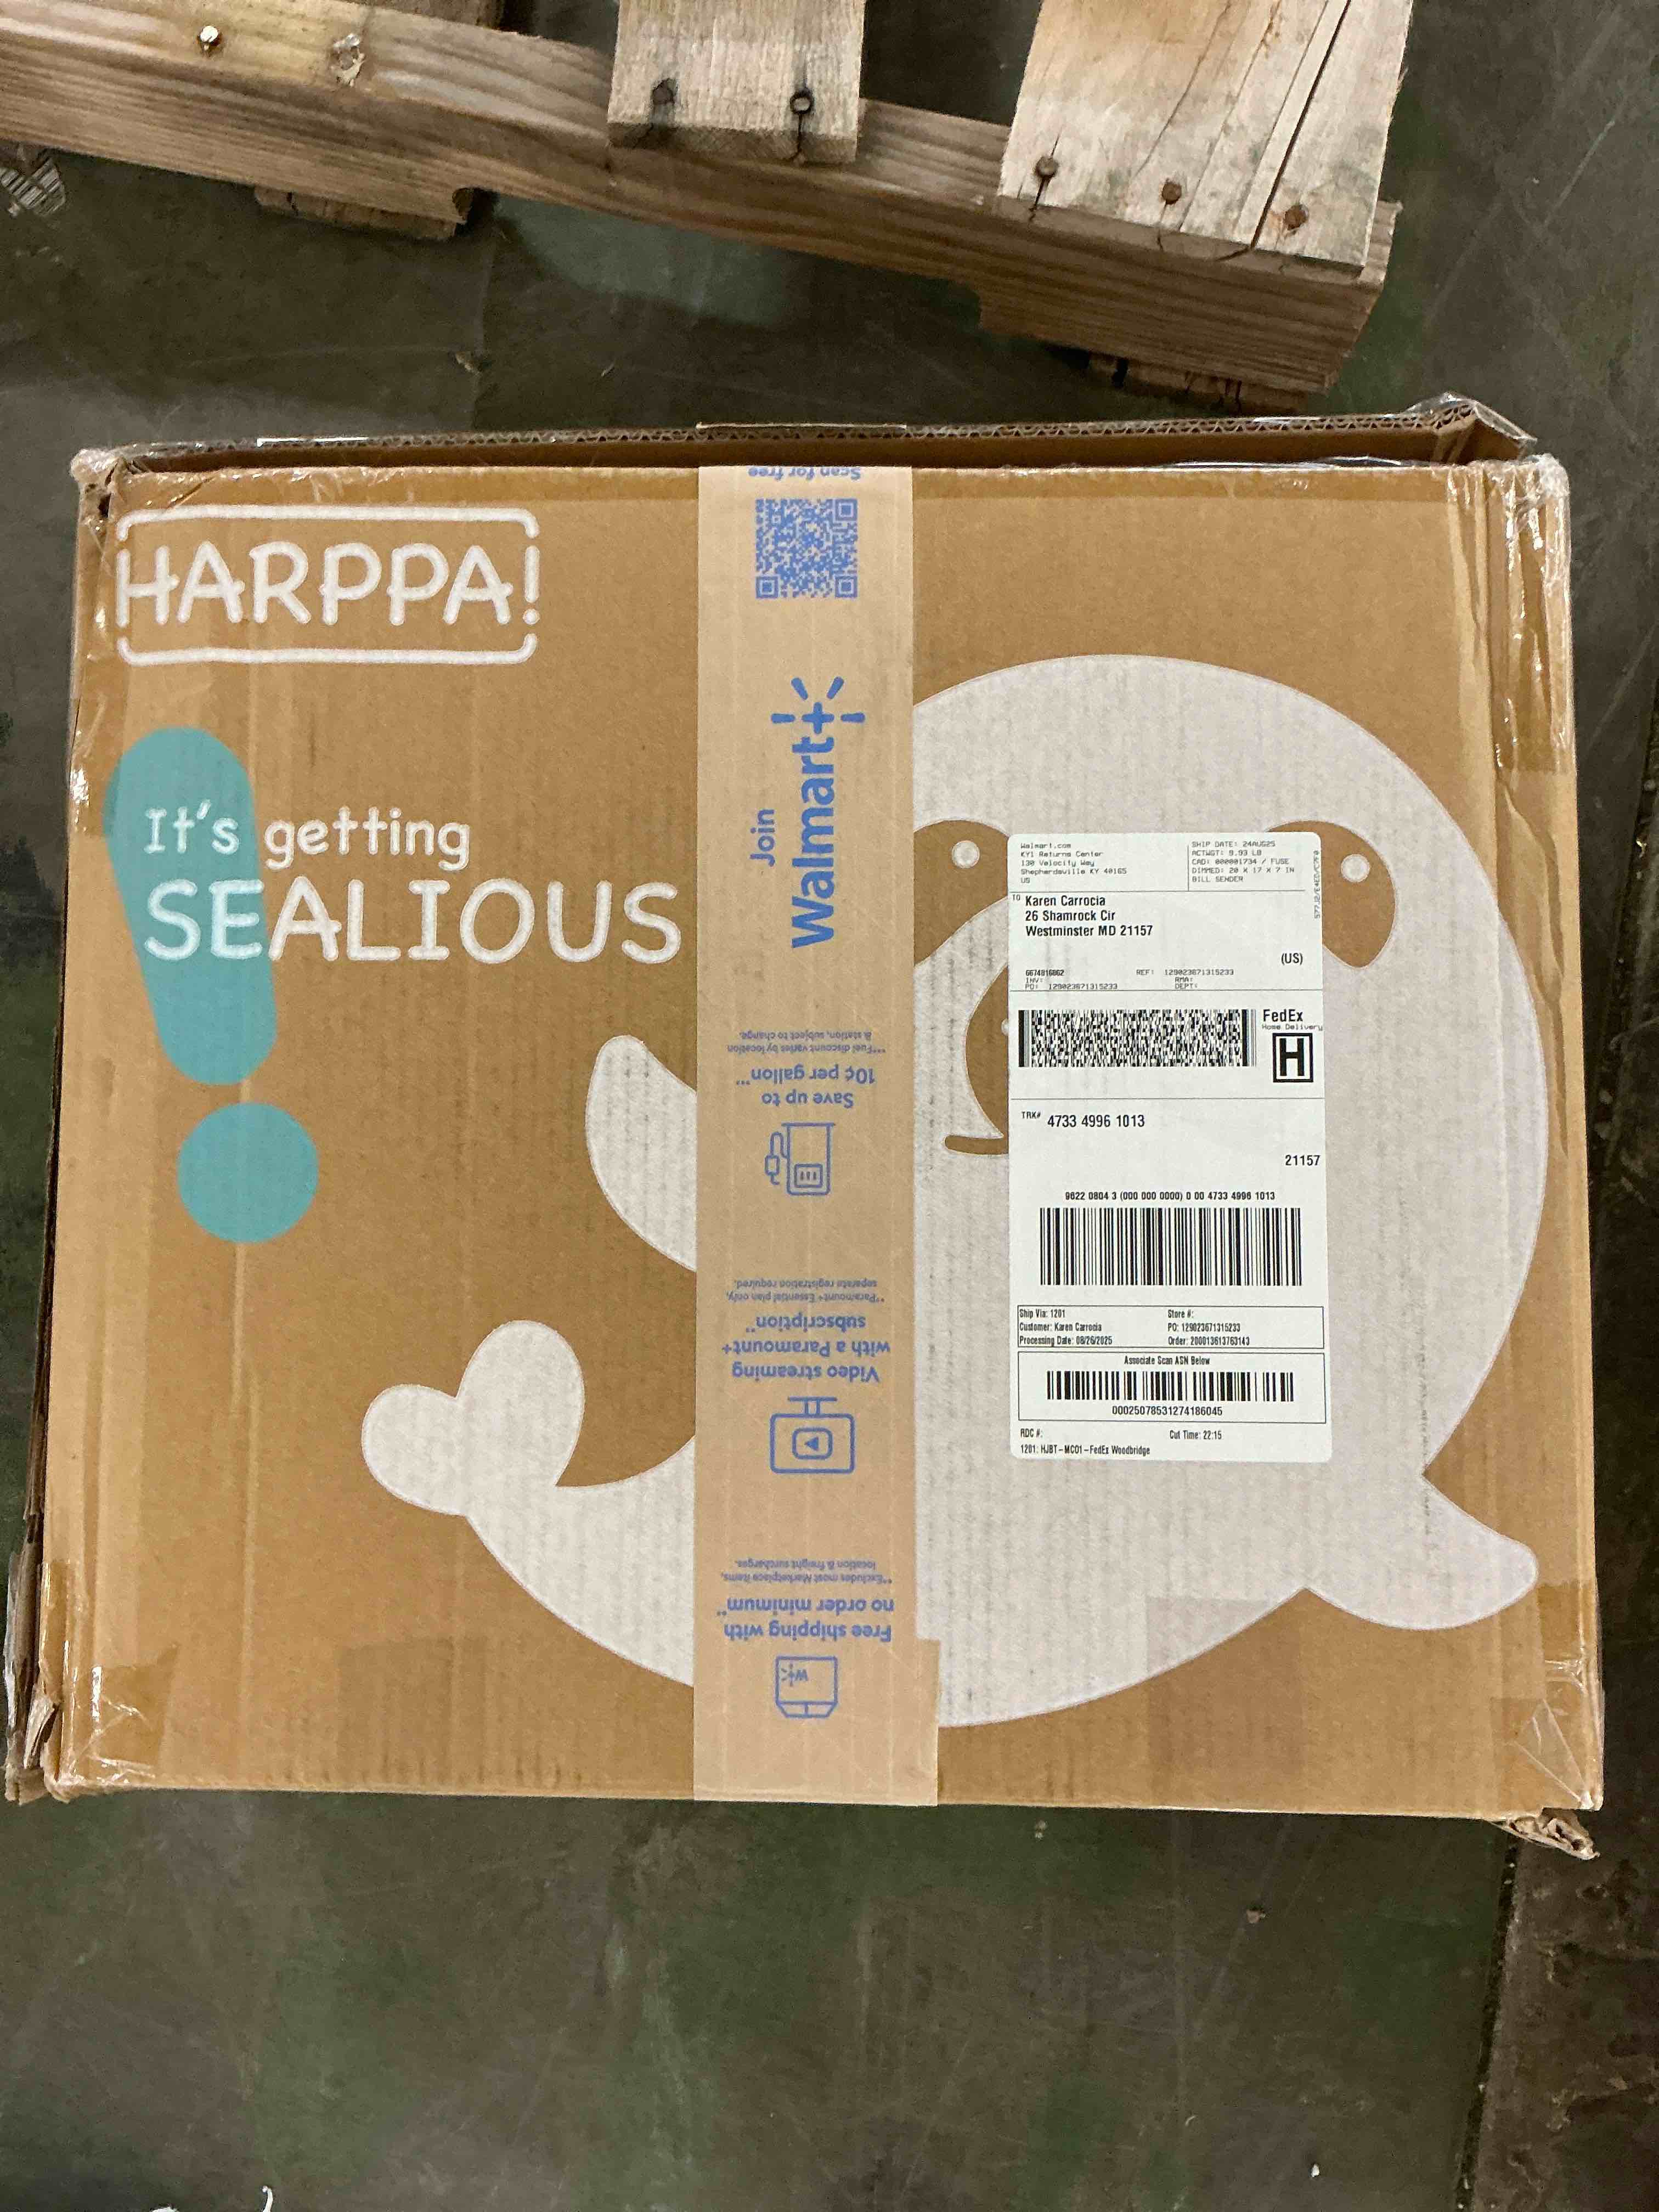 HARPPA!
It's getting
SEALIOUS
Scan for free
Join
Walmart+
***Fuel discount varies by location
& station, subject to change.
Save up to
10¢ per gallon***
**Paramount+ Essential plan only,
separate registration required.
Video streaming
with a Paramount+
subscription**
*Excludes most Marketplace items,
location & freight surcharges.
Free shipping with
no order minimum*
Walmart.com
KY1 Returns Center
130 Velocity Way
Shepherdsville KY 40165
US
SHIP DATE: 24AUG25
ACTWGT: 9.93 LB
CAD: 000001734 / FUSE
DIMMED: 20 X 17 X 7 IN
BILL SENDER
TO Karen Carrocia
26 Shamrock Cir
Westminster MD 21157
(US)
6674816862
REF: 129023671315233
INV:
RMA:
PO: 129023671315233
DEPT:
FedEx
Home Delivery
H
TRK# 4733 4996 1013
21157
9622 0804 3 (000 000 0000) 0 00 4733 4996 1013
Ship Via: 1201
Store #:
Customer: Karen Carrocia
PO: 129023671315233
Processing Date: 08/26/2025
Order: 200013613763143
Associate Scan ASN Below
00025078531274186045
RDC #:
Cut Time: 22:15
1201: HJBT-MC01-FedEx Woodbridge